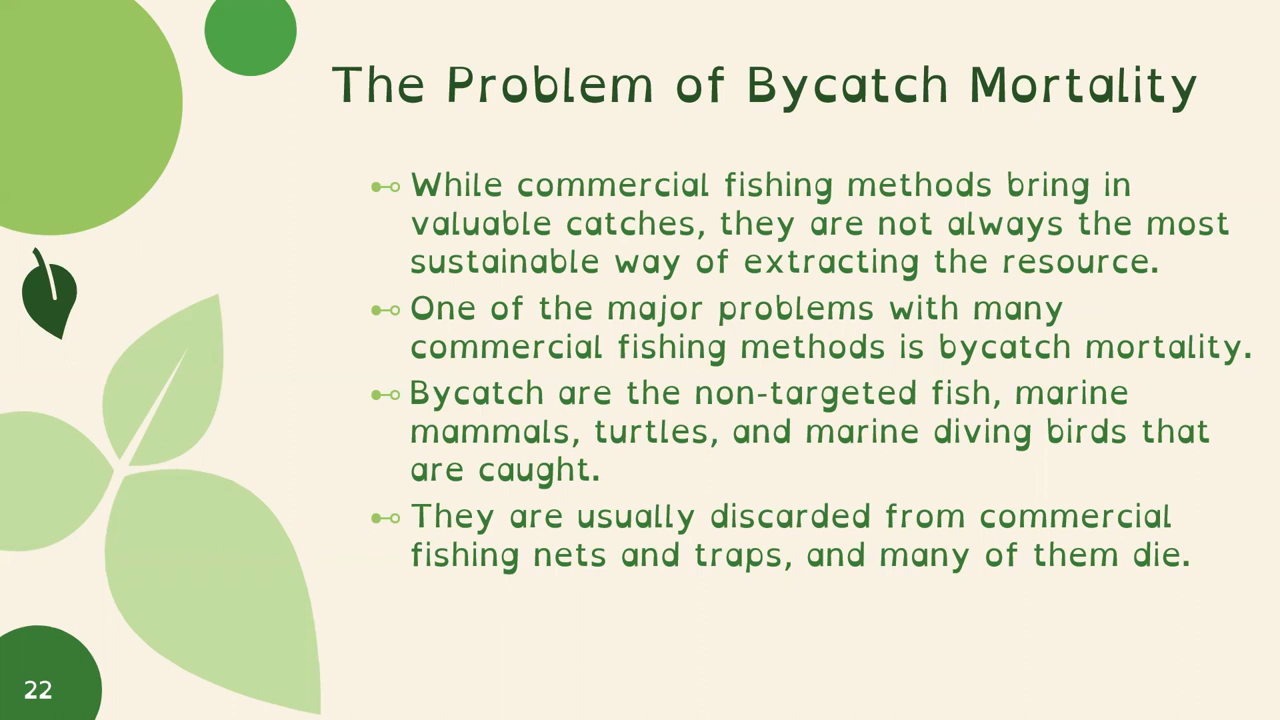 The Problem of Bycatch Mortality
While commercial fishing methods bring in
valuable catches, they are not always the most
sustainable way of extracting the resource.
One of the major problems with many
commercial fishing methods is bycatch mortality.
Bycatch are the non-targeted fish, marine
mammals, turtles, and marine diving birds that
are caught.
They are usually discarded from commercial
fishing nets and traps, and many of them die.
22